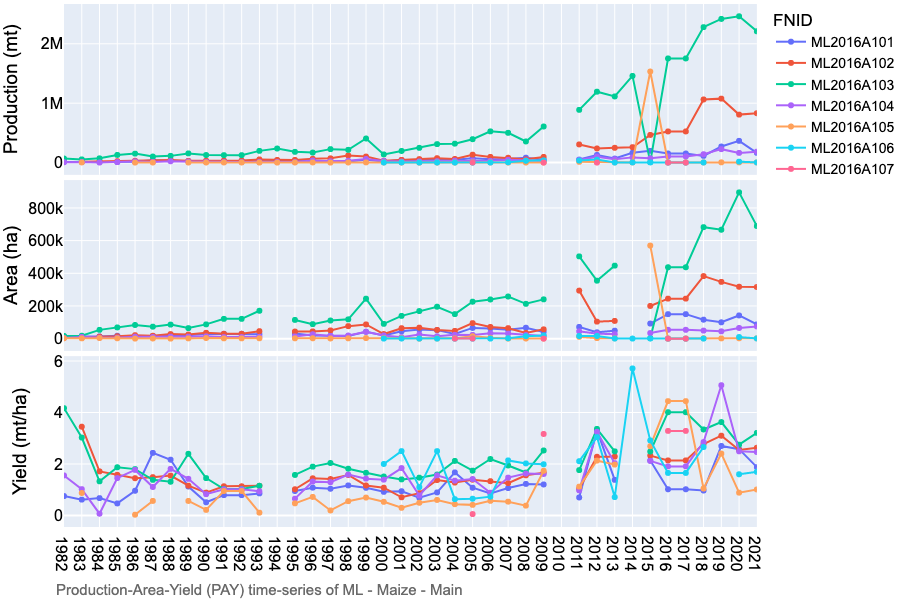 FNID
ML2016A101
ML2016A102
ML2016A103
ML2016A104
ML2016A105
ML2016A106
ML2016A107
Production (mt)
2M
1M
0
Area (ha)
800k
600k
400k
200k
0
Yield (mt/ha)
6
4
2
0
1982
1983
1984
1985
1986
1987
1988
1989
1990
1991
1992
1993
1994
1995
1996
1997
1998
1999
2000
2001
2002
2003
2004
2005
2006
2007
2008
2009
2010
2011
2012
2013
2014
2015
2016
2017
2018
2019
2020
2021
Production-Area-Yield (PAY) time-series of ML - Maize - Main